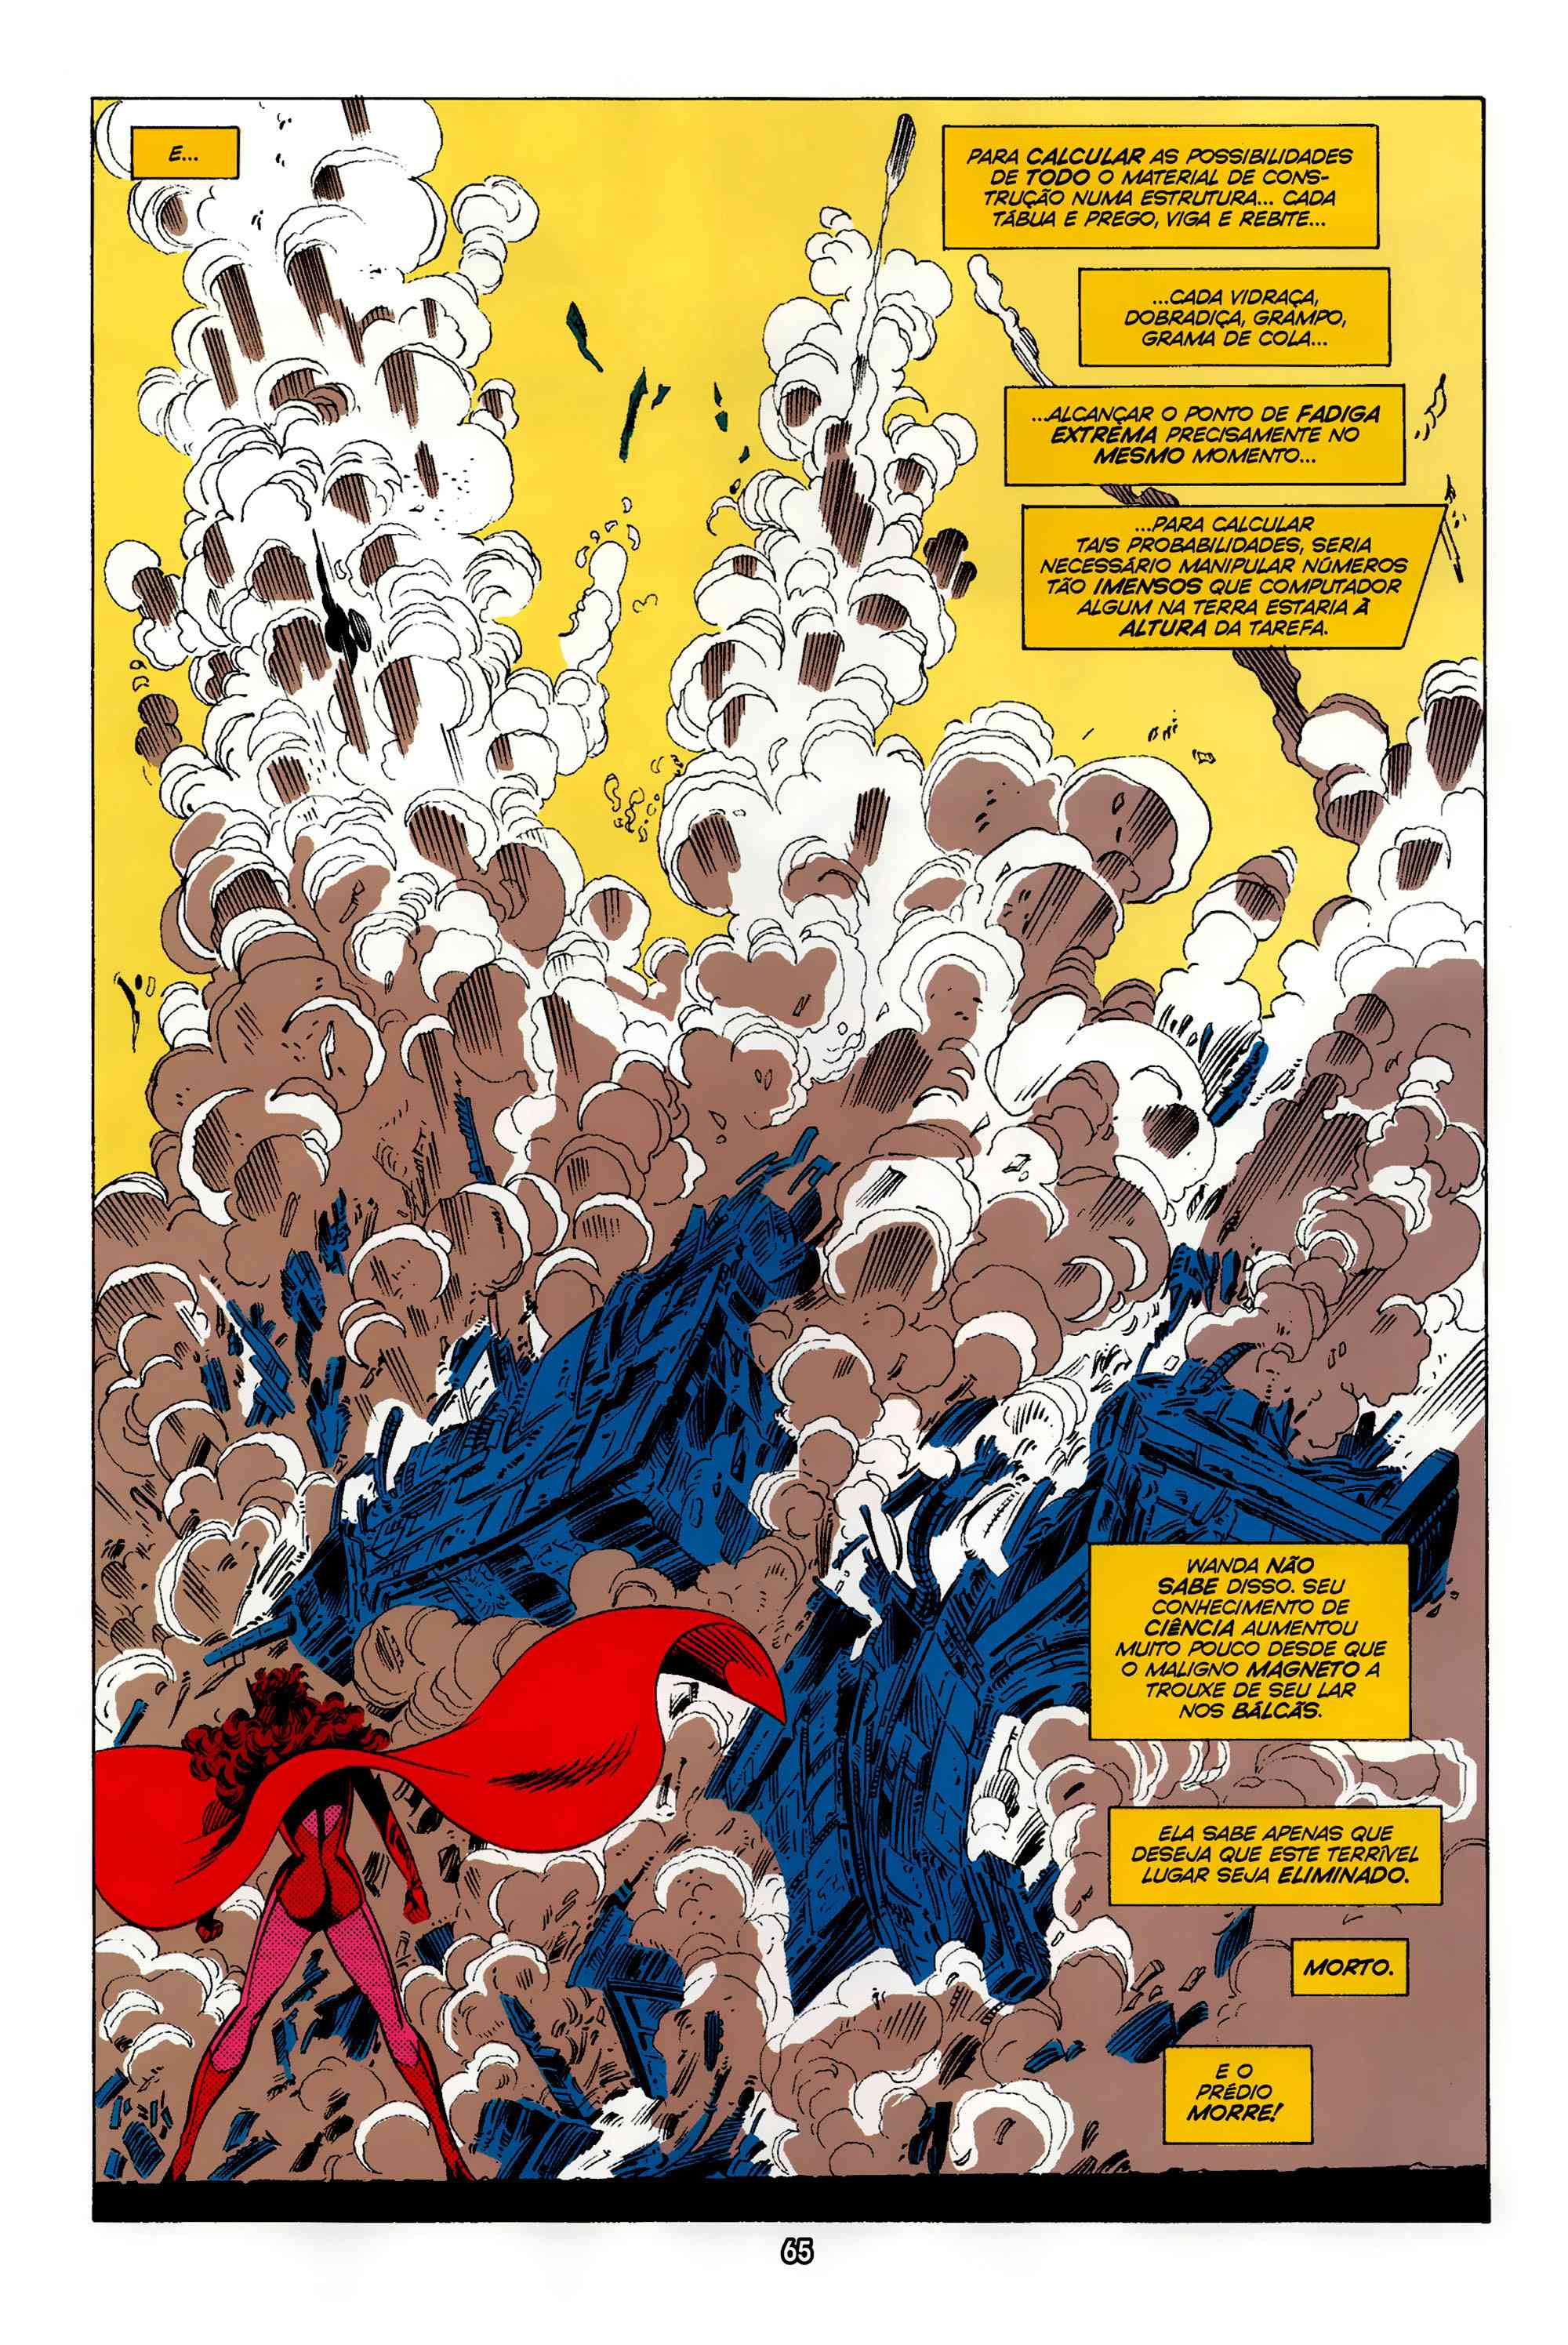 E...
PARA CALCULAR AS POSSIBILIDADES
DE TODO O MATERIAL DE CONS-
TRUÇÃO NUMA ESTRUTURA... CADA
TÁBUA E PREGO, VIGA E REBITE...
...CADA VIDRAÇA,
DOBRADIÇA, GRAMPO,
GRAMA DE COLA...
...ALCANÇAR O PONTO DE FADIGA
EXTREMA PRECISAMENTE NO
MESMO MOMENTO...
...PARA CALCULAR
TAIS PROBABILIDADES, SERIA
NECESSÁRIO MANIPULAR NÚMEROS
TÃO IMENSOS QUE COMPUTADOR
ALGUM NA TERRA ESTARIA À
ALTURA DA TAREFA.
WANDA NÃO
SABE DISSO. SEU
CONHECIMENTO DE
CIÊNCIA AUMENTOU
MUITO POUCO DESDE QUE
O MALIGNO MAGNETO A
TROUXE DE SEU LAR
NOS BÁLCÃS.
ELA SABE APENAS QUE
DESEJA QUE ESTE TERRÍVEL
LUGAR SEJA ELIMINADO.
MORTO.
E O
PRÉDIO
MORRE!
65